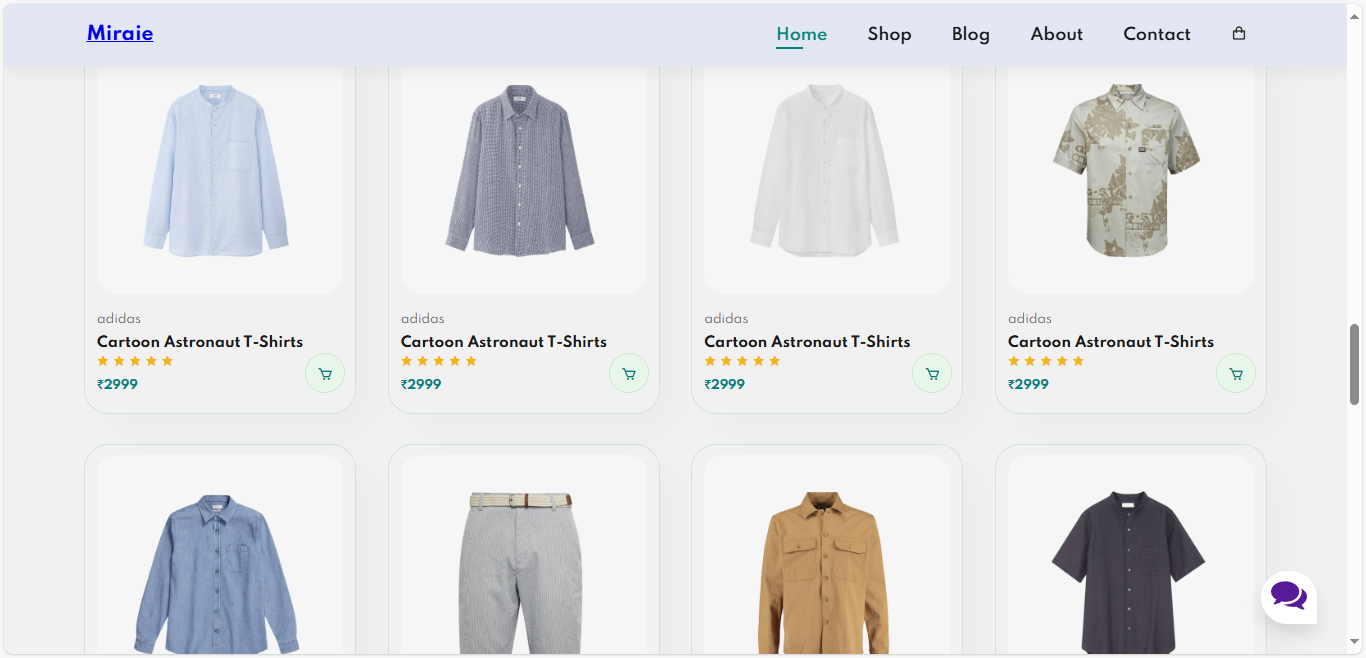 Miraie
Home Shop Blog About Contact
adidas adidas adidas adidas
Cartoon Astronaut T-Shirts Cartoon Astronaut T-Shirts Cartoon Astronaut T-Shirts Cartoon Astronaut T-Shirts
₹2999 ₹2999 ₹2999 ₹2999